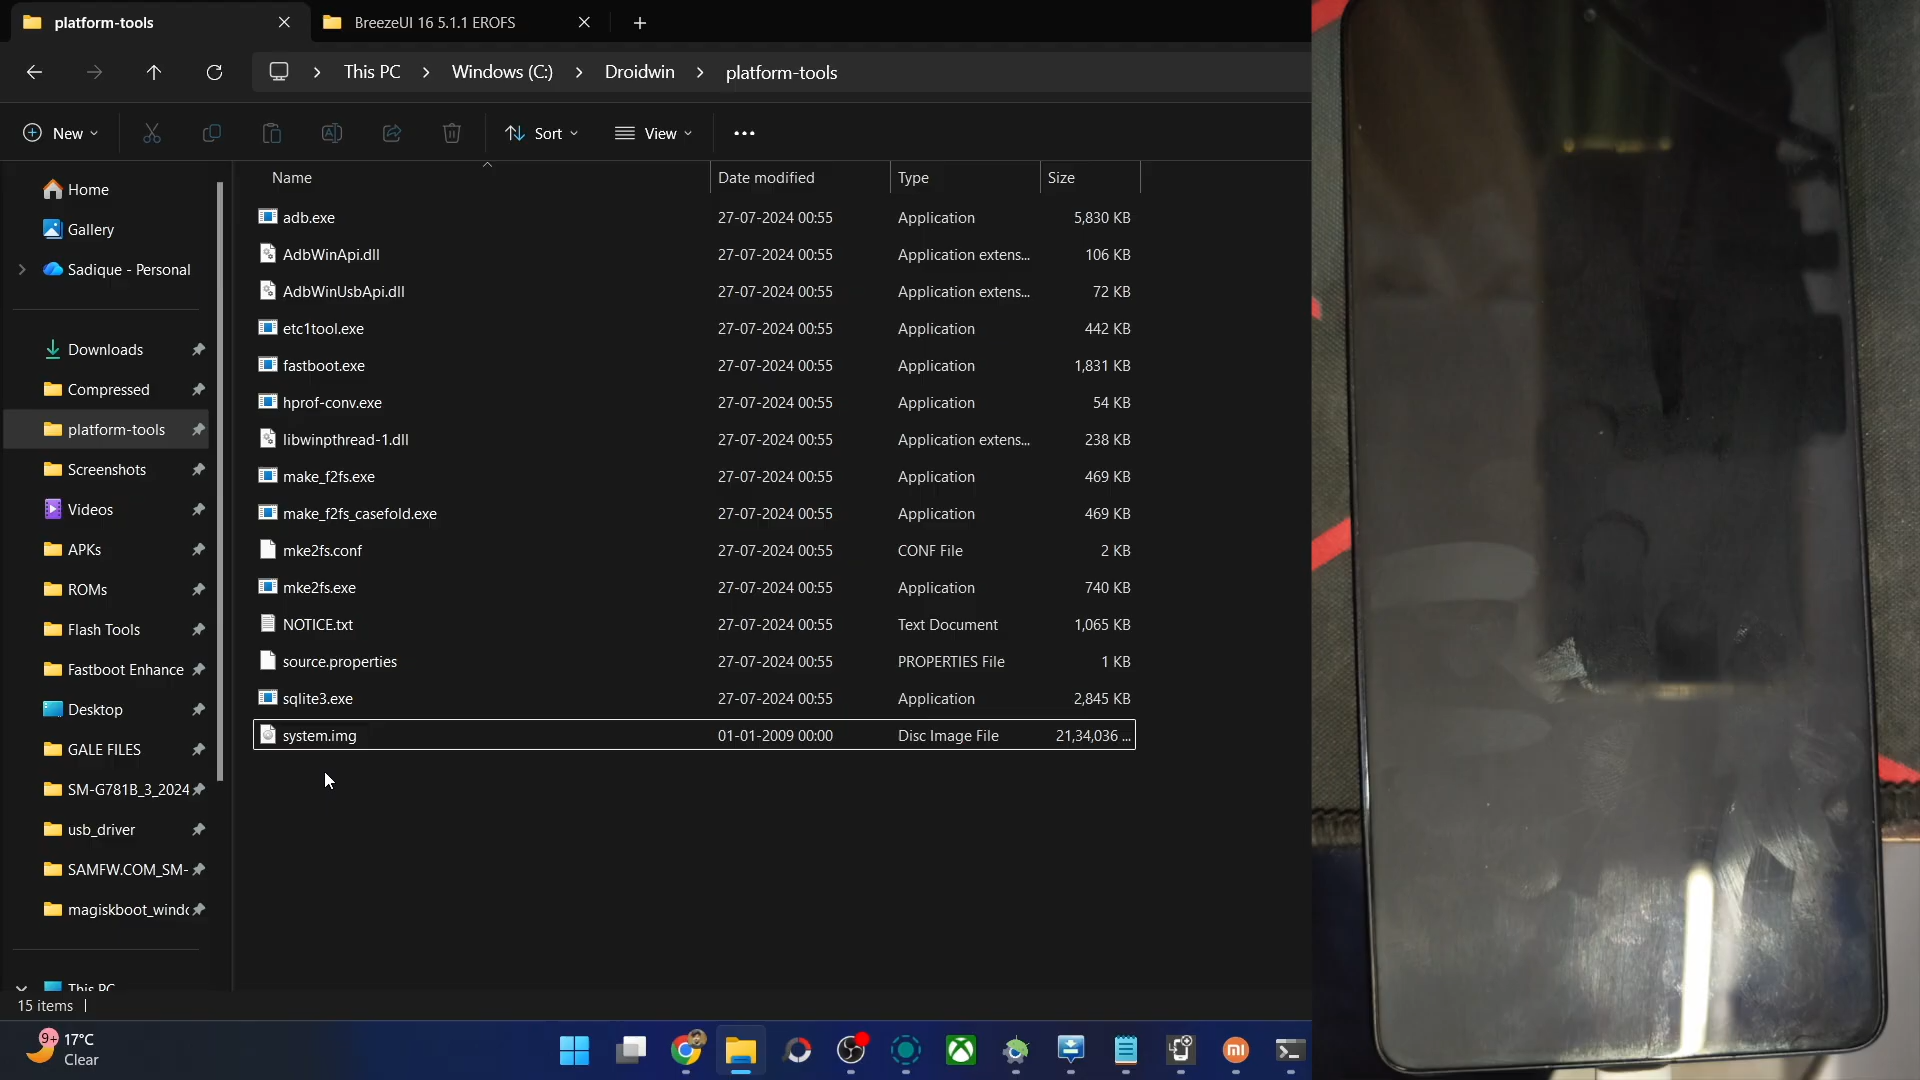 platform-tools
BreezeUI 16 5.1.1 EROFS
This PC
Windows (C:)
Droidwin
platform-tools
New
Sort
View
Name
Date modified
Type
Size
Home
Gallery
Sadique - Personal
Downloads
Compressed
platform-tools
Screenshots
Videos
APKs
ROMs
Flash Tools
Fastboot Enhance
Desktop
GALE FILES
SM-G781B_3_2024
usb_driver
SAMFW.COM_SM-
magiskboot_windo
This PC
adb.exe 27-07-2024 00:55 Application 5,830 KB
AdbWinApi.dll 27-07-2024 00:55 Application extens... 106 KB
AdbWinUsbApi.dll 27-07-2024 00:55 Application extens... 72 KB
etc1tool.exe 27-07-2024 00:55 Application 442 KB
fastboot.exe 27-07-2024 00:55 Application 1,831 KB
hprof-conv.exe 27-07-2024 00:55 Application 54 KB
libwinpthread-1.dll 27-07-2024 00:55 Application extens... 238 KB
make_f2fs.exe 27-07-2024 00:55 Application 469 KB
make_f2fs_casefold.exe 27-07-2024 00:55 Application 469 KB
mke2fs.conf 27-07-2024 00:55 CONF File 2 KB
mke2fs.exe 27-07-2024 00:55 Application 740 KB
NOTICE.txt 27-07-2024 00:55 Text Document 1,065 KB
source.properties 27-07-2024 00:55 PROPERTIES File 1 KB
sqlite3.exe 27-07-2024 00:55 Application 2,845 KB
system.img 01-01-2009 00:00 Disc Image File 21,34,036 ...
15 items
9+
17°C
Clear
mi